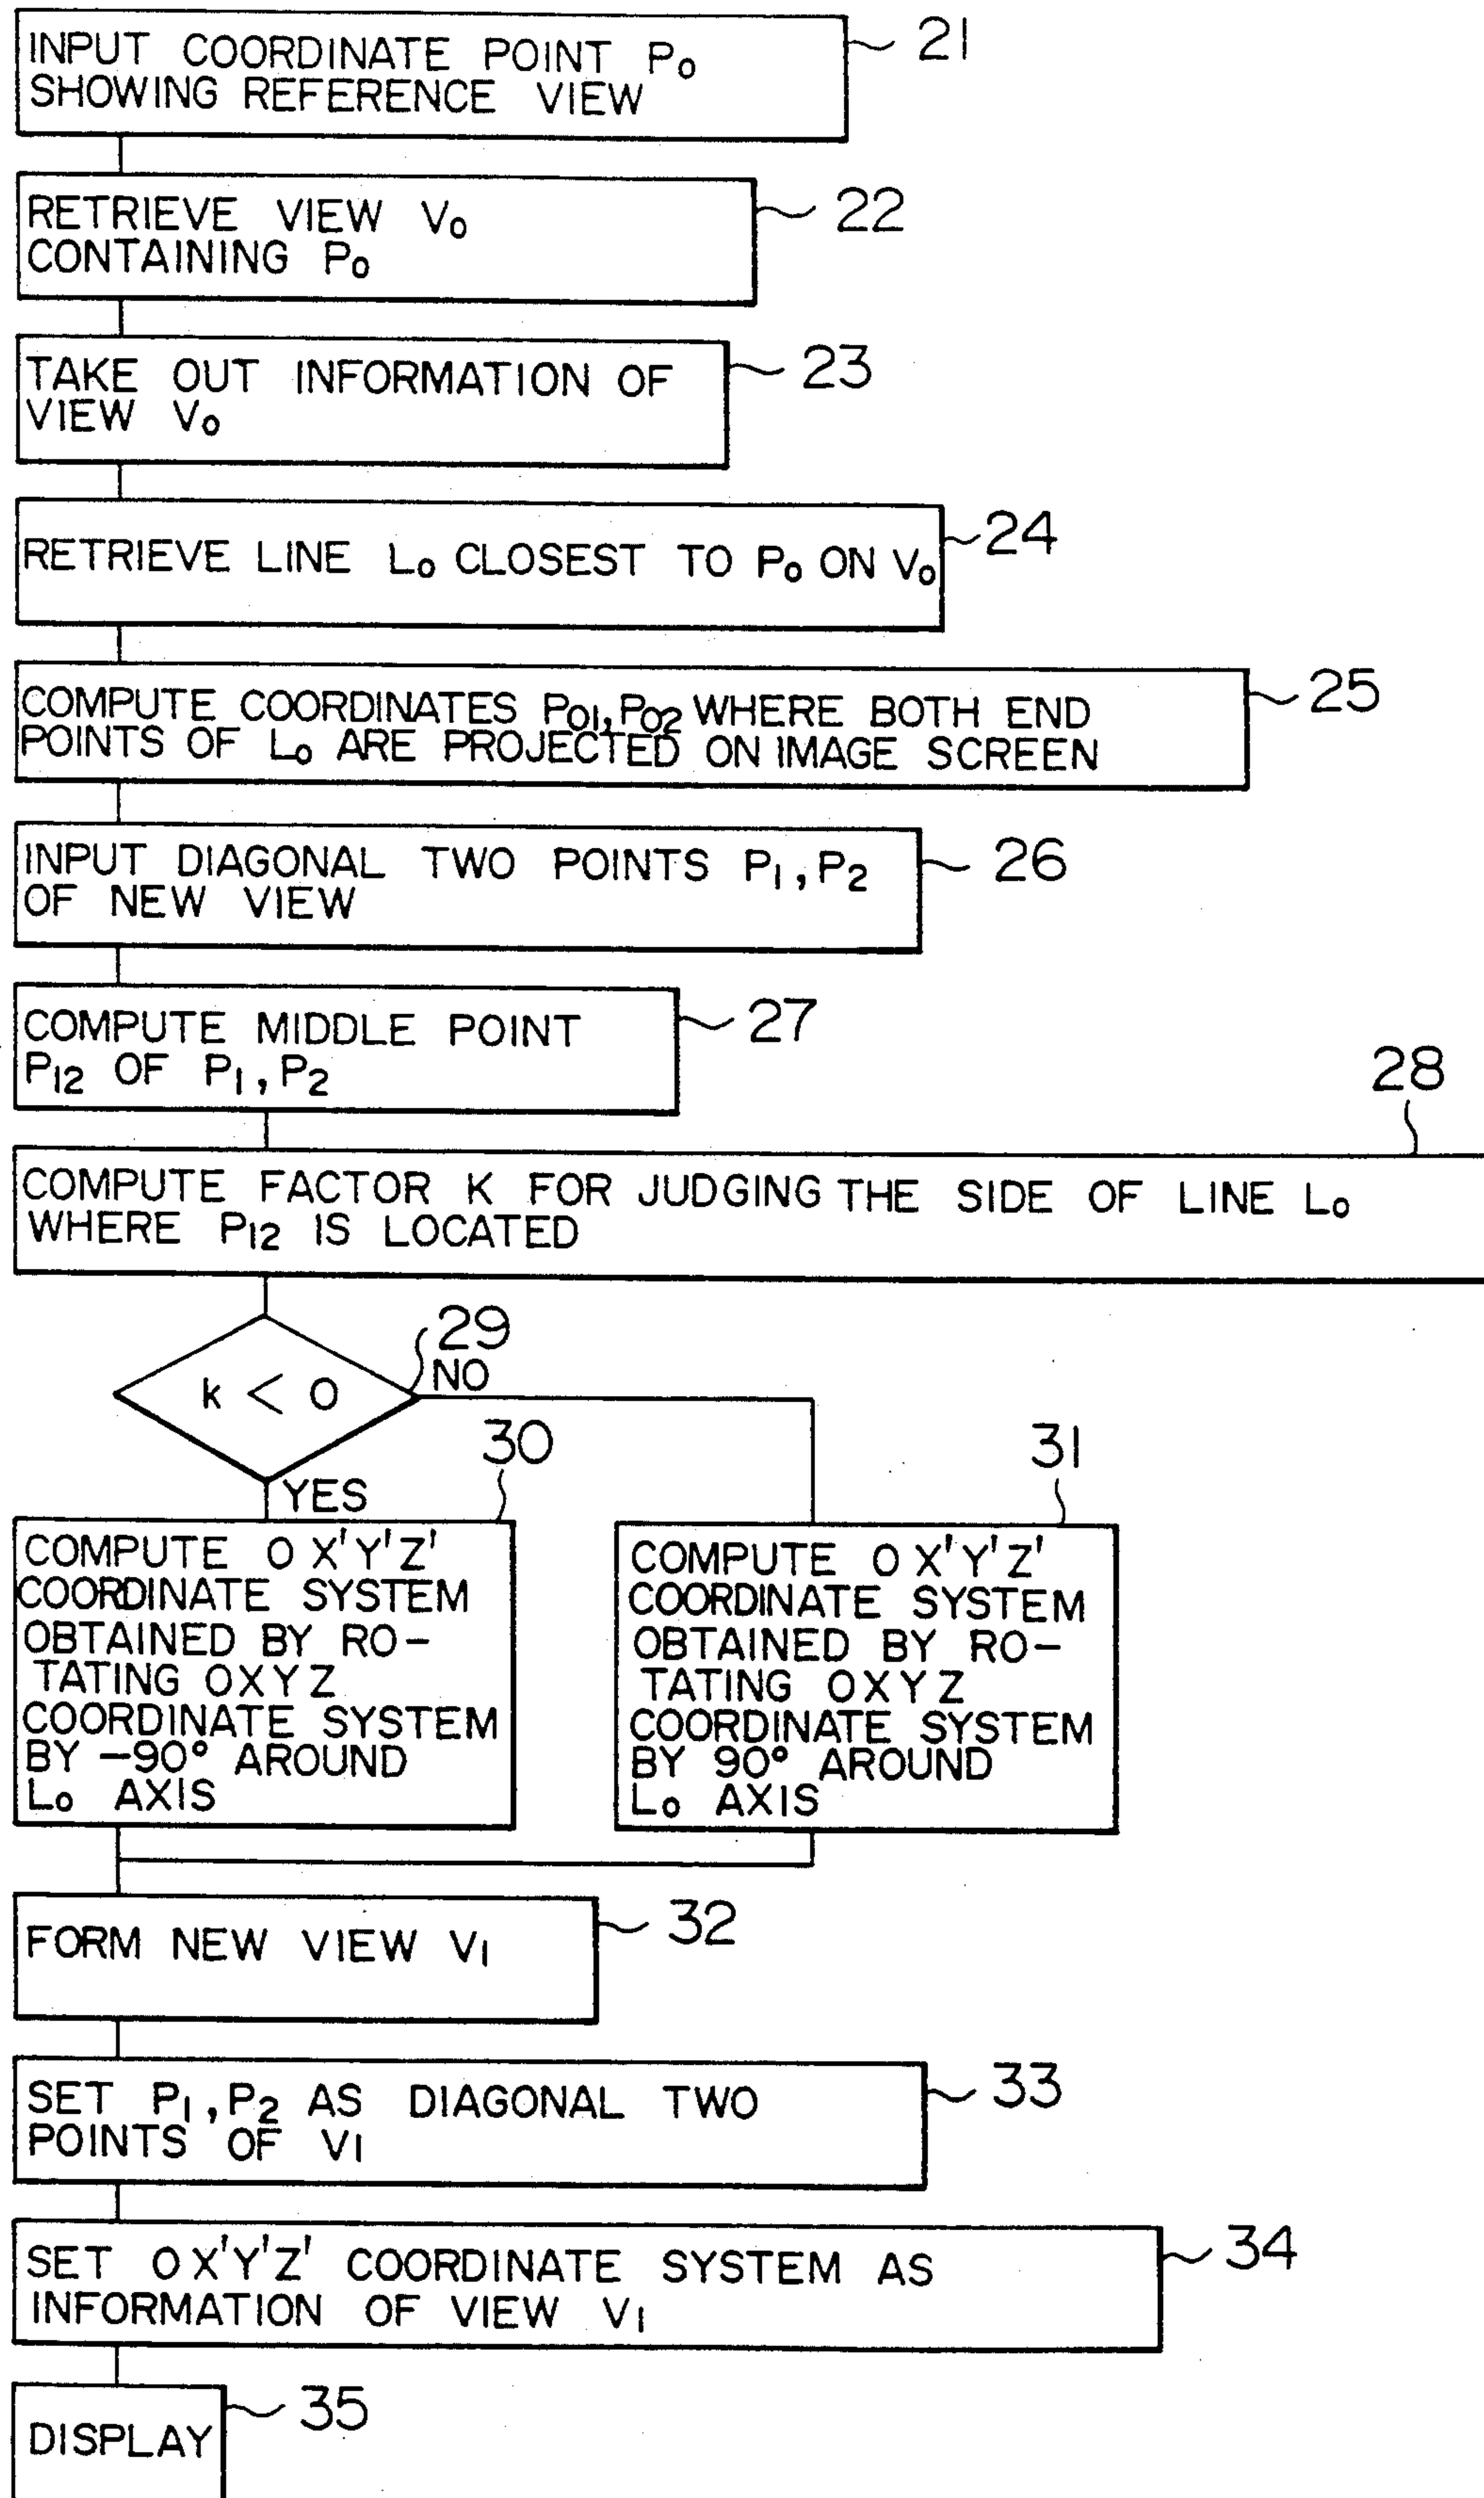 INPUT COORDINATE POINT P₀
SHOWING REFERENCE VIEW
21
RETRIEVE VIEW V₀
CONTAINING P₀
22
TAKE OUT INFORMATION OF
VIEW V₀
23
RETRIEVE LINE L₀ CLOSEST TO P₀ ON V₀
24
COMPUTE COORDINATES P₀₁, P₀₂ WHERE BOTH END
POINTS OF L₀ ARE PROJECTED ON IMAGE SCREEN
25
INPUT DIAGONAL TWO POINTS P₁, P₂
OF NEW VIEW
26
COMPUTE MIDDLE POINT
P₁₂ OF P₁, P₂
27
28
COMPUTE FACTOR K FOR JUDGING THE SIDE OF LINE L₀
WHERE P₁₂ IS LOCATED
29
k < 0
NO
YES
30
COMPUTE O X'Y'Z'
COORDINATE SYSTEM
OBTAINED BY RO-
TATING OXYZ
COORDINATE SYSTEM
BY -90° AROUND
L₀ AXIS
31
COMPUTE O X'Y'Z'
COORDINATE SYSTEM
OBTAINED BY RO-
TATING OXYZ
COORDINATE SYSTEM
BY 90° AROUND
L₀ AXIS
FORM NEW VIEW V₁
32
SET P₁, P₂ AS DIAGONAL TWO
POINTS OF V₁
33
SET O X'Y'Z' COORDINATE SYSTEM AS
INFORMATION OF VIEW V₁
34
DISPLAY
35